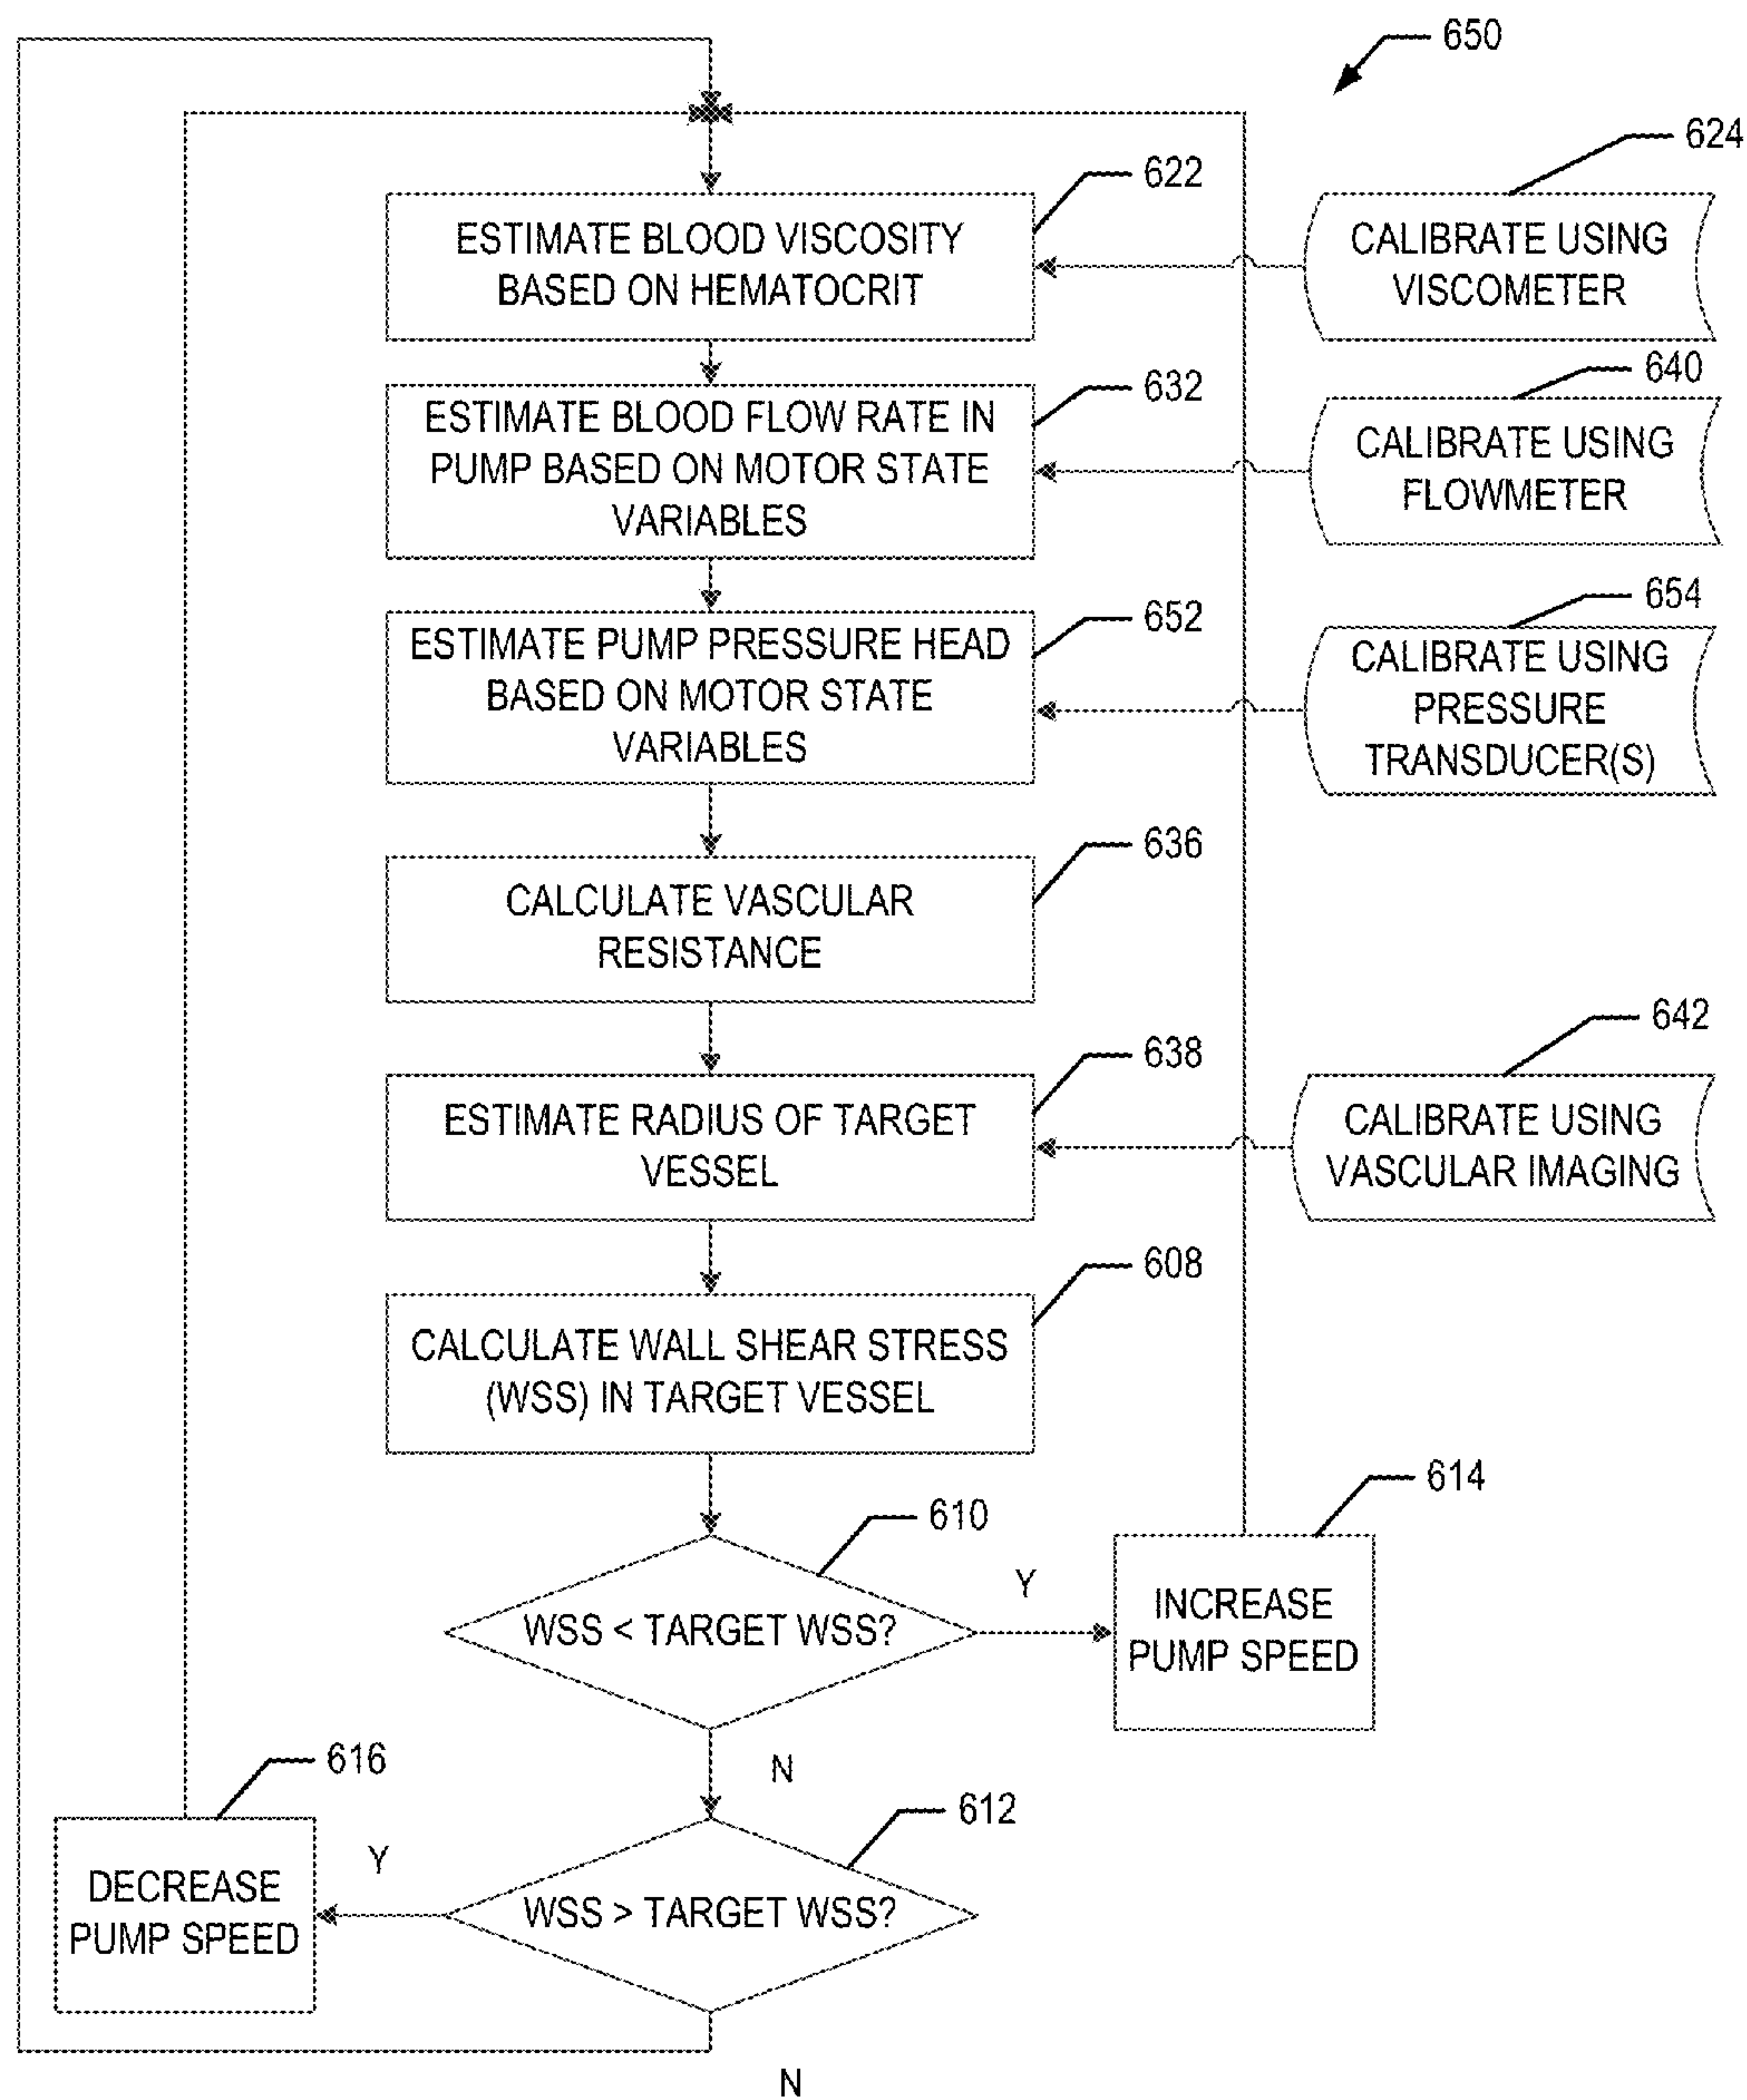 650
624
622
ESTIMATE BLOOD VISCOSITY
BASED ON HEMATOCRIT
CALIBRATE USING
VISCOMETER
640
632
ESTIMATE BLOOD FLOW RATE IN
PUMP BASED ON MOTOR STATE
VARIABLES
CALIBRATE USING
FLOWMETER
654
652
ESTIMATE PUMP PRESSURE HEAD
BASED ON MOTOR STATE
VARIABLES
CALIBRATE USING
PRESSURE
TRANSDUCER(S)
636
CALCULATE VASCULAR
RESISTANCE
642
638
ESTIMATE RADIUS OF TARGET
VESSEL
CALIBRATE USING
VASCULAR IMAGING
608
CALCULATE WALL SHEAR STRESS
(WSS) IN TARGET VESSEL
614
610
Y
WSS < TARGET WSS?
INCREASE
PUMP SPEED
N
616
612
Y
DECREASE
PUMP SPEED
WSS > TARGET WSS?
N